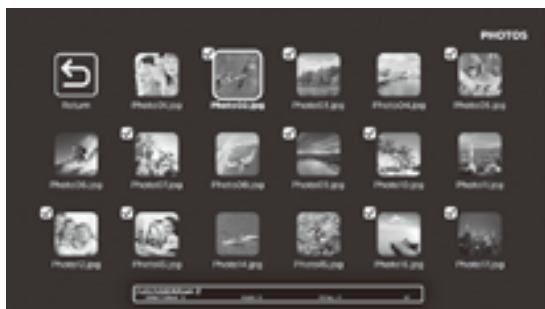 PHOTOS
Return
Photo01.jpg
Photo02.jpg
Photo03.jpg
Photo04.jpg
Photo05.jpg
Photo06.jpg
Photo07.jpg
Photo08.jpg
Photo09.jpg
Photo10.jpg
Photo11.jpg
Photo12.jpg
Photo13.jpg
Photo14.jpg
Photo15.jpg
Photo16.jpg
Photo17.jpg